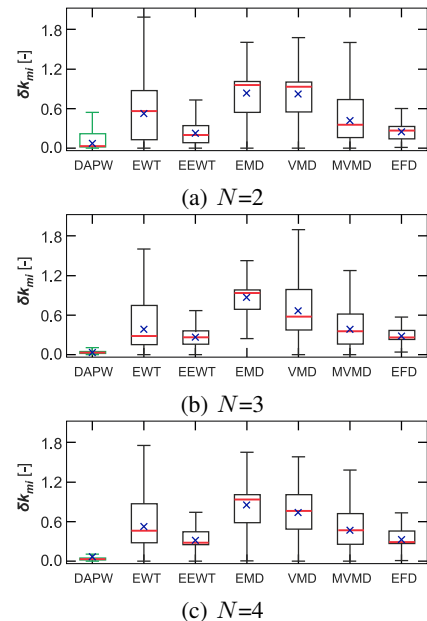 δk_mi [-]
1.8
1.2
0.6
0.0
DAPW EWT EEWT EMD VMD MVMD EFD
(a) N=2
δk_mi [-]
1.8
1.2
0.6
0.0
DAPW EWT EEWT EMD VMD MVMD EFD
(b) N=3
δk_mi [-]
1.8
1.2
0.6
0.0
DAPW EWT EEWT EMD VMD MVMD EFD
(c) N=4